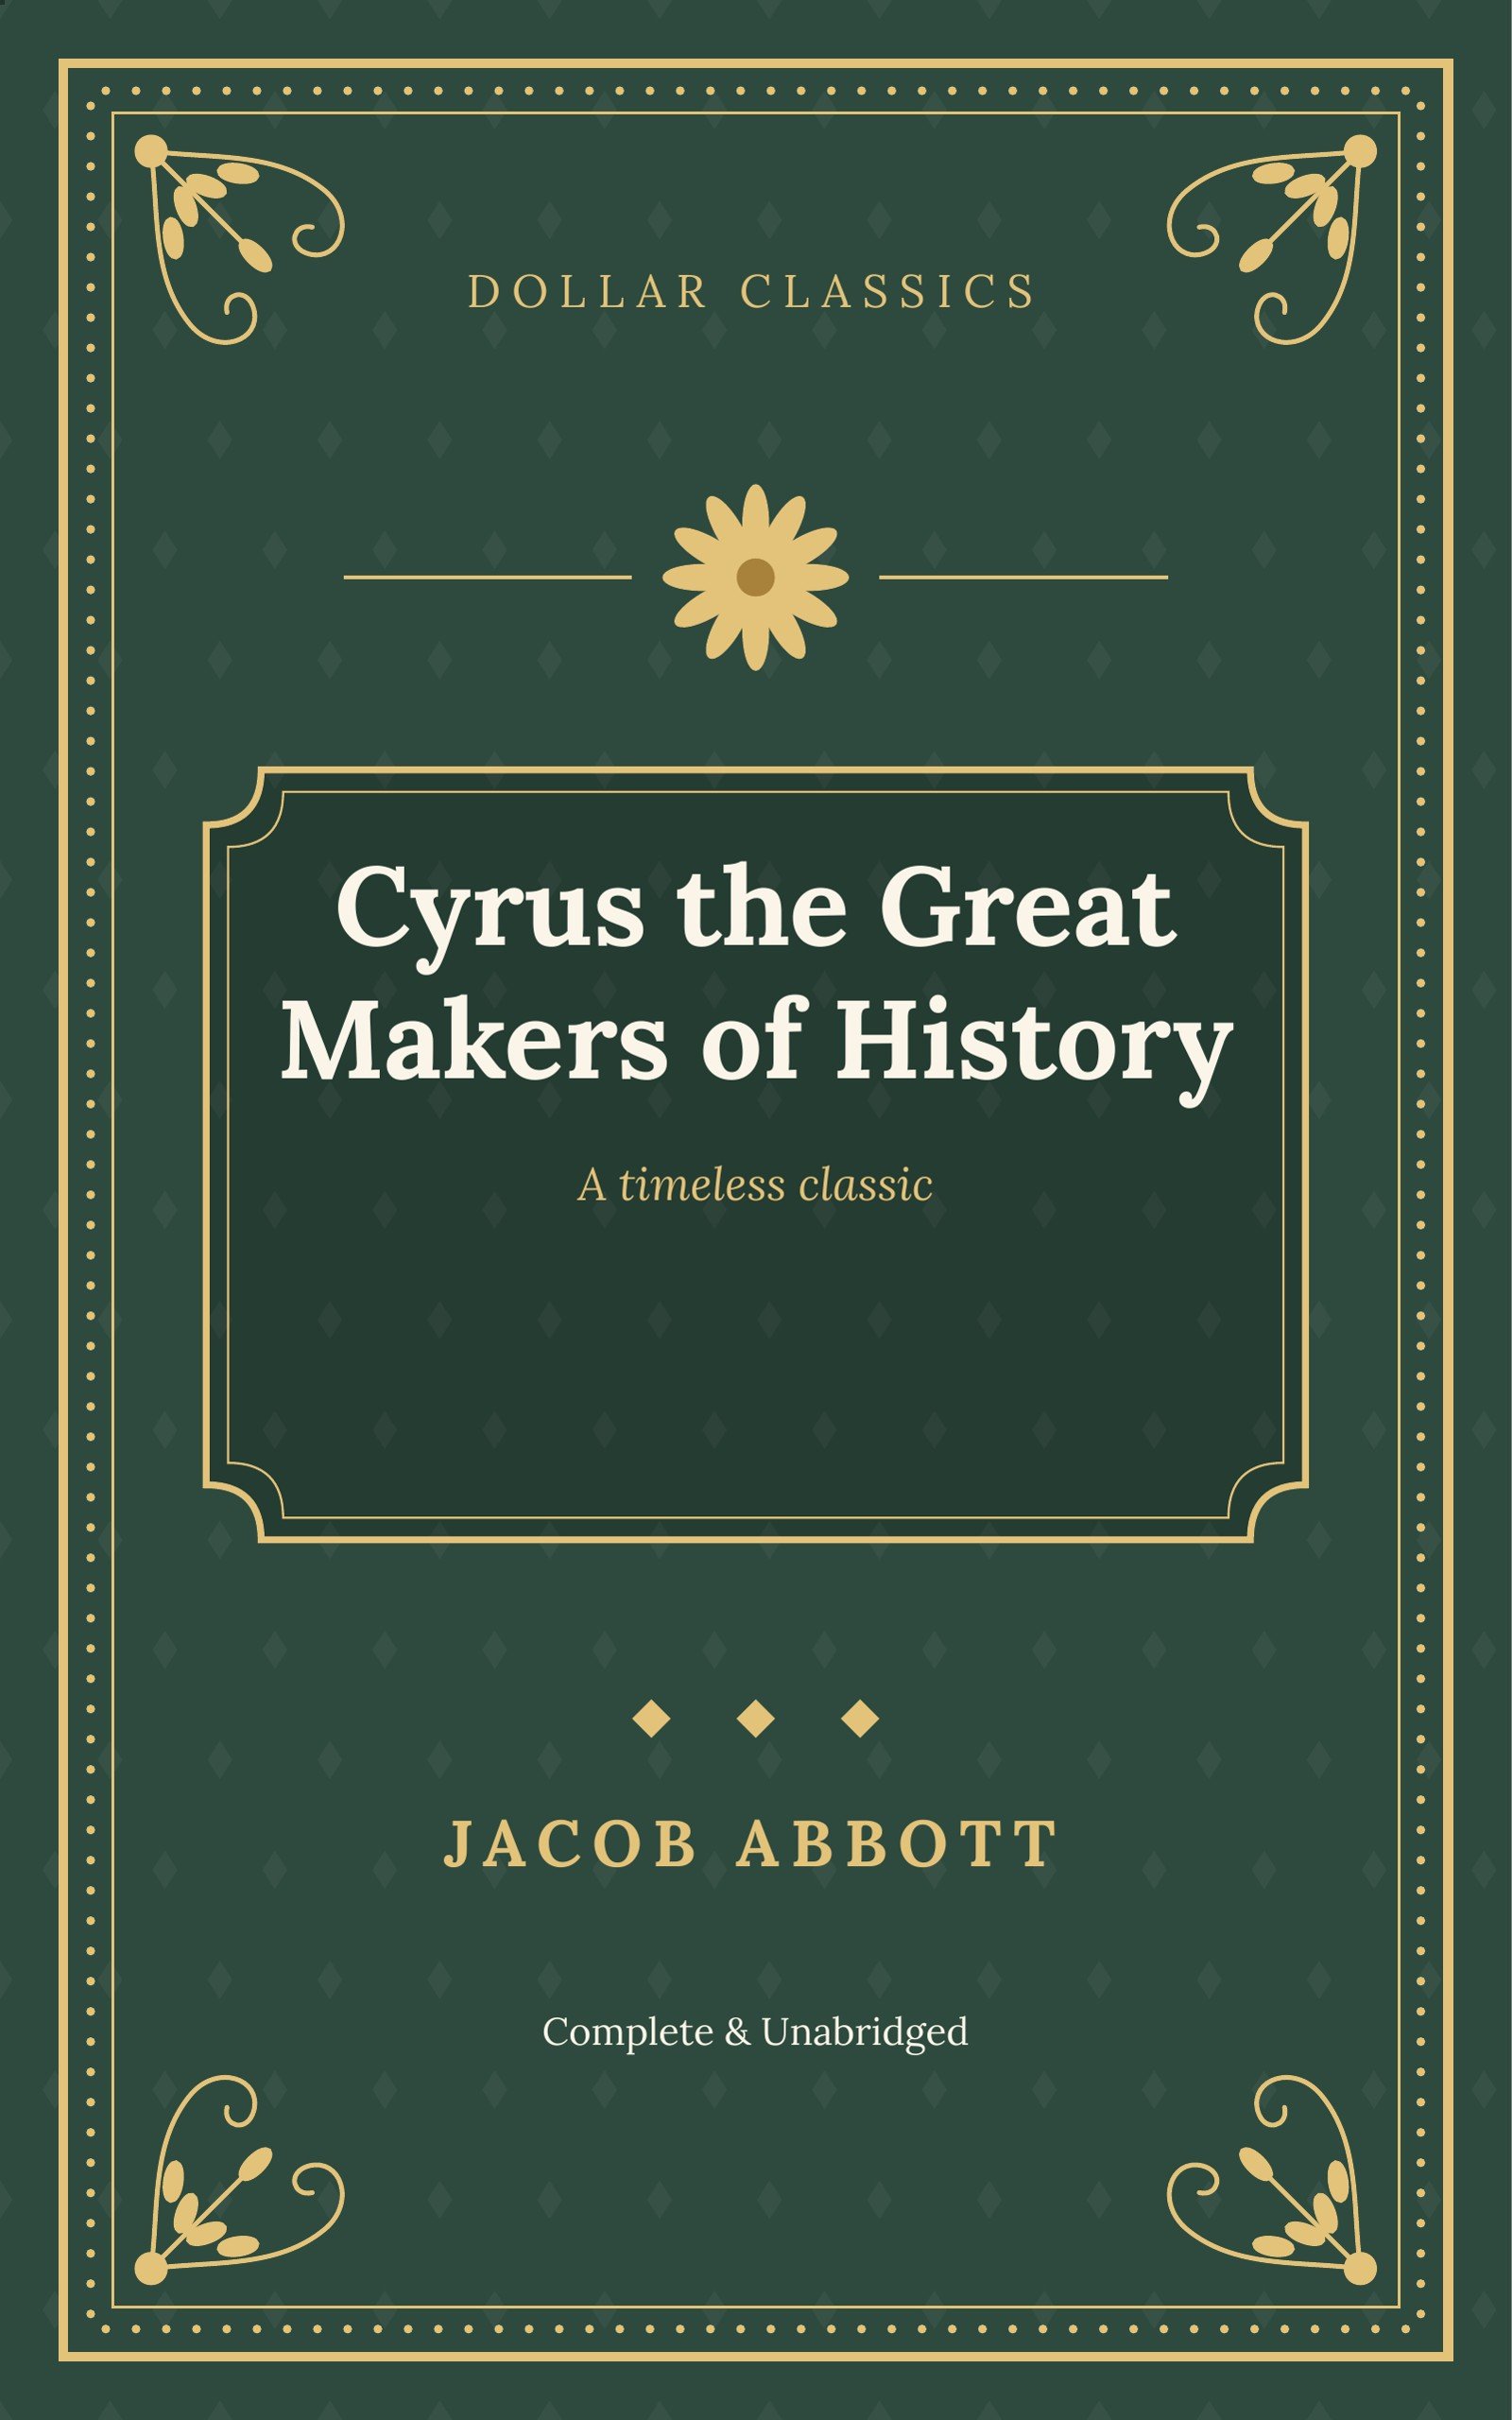 DOLLAR CLASSICS
Cyrus the Great
Makers of History
A timeless classic
JACOB ABBOTT
Complete & Unabridged